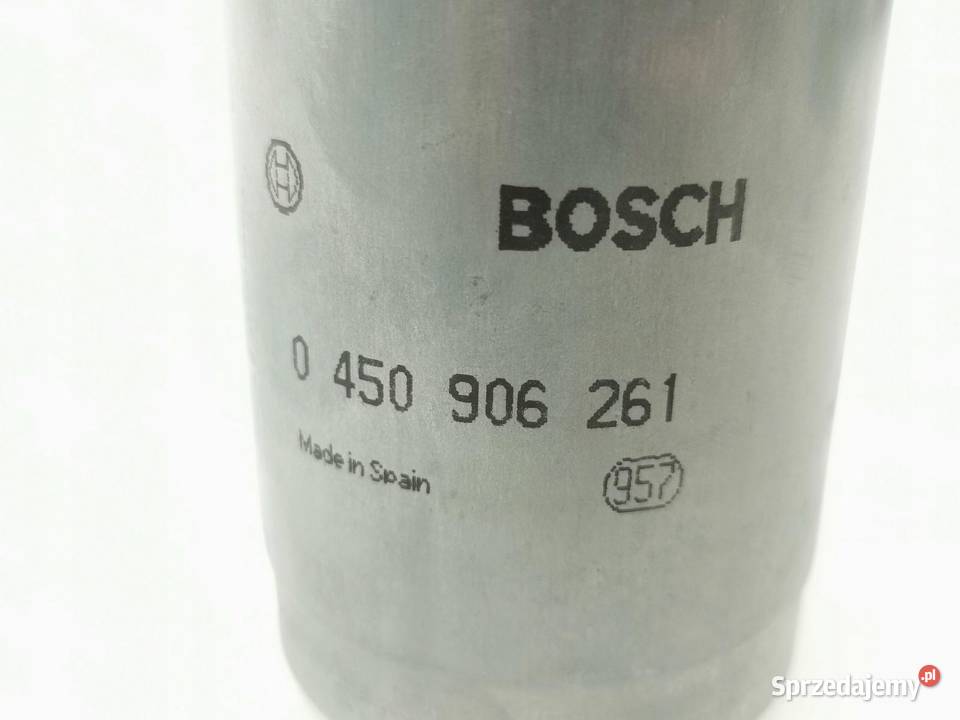 BOSCH
0 450 906 261
Made in Spain
957
Sprzedajemy.pl